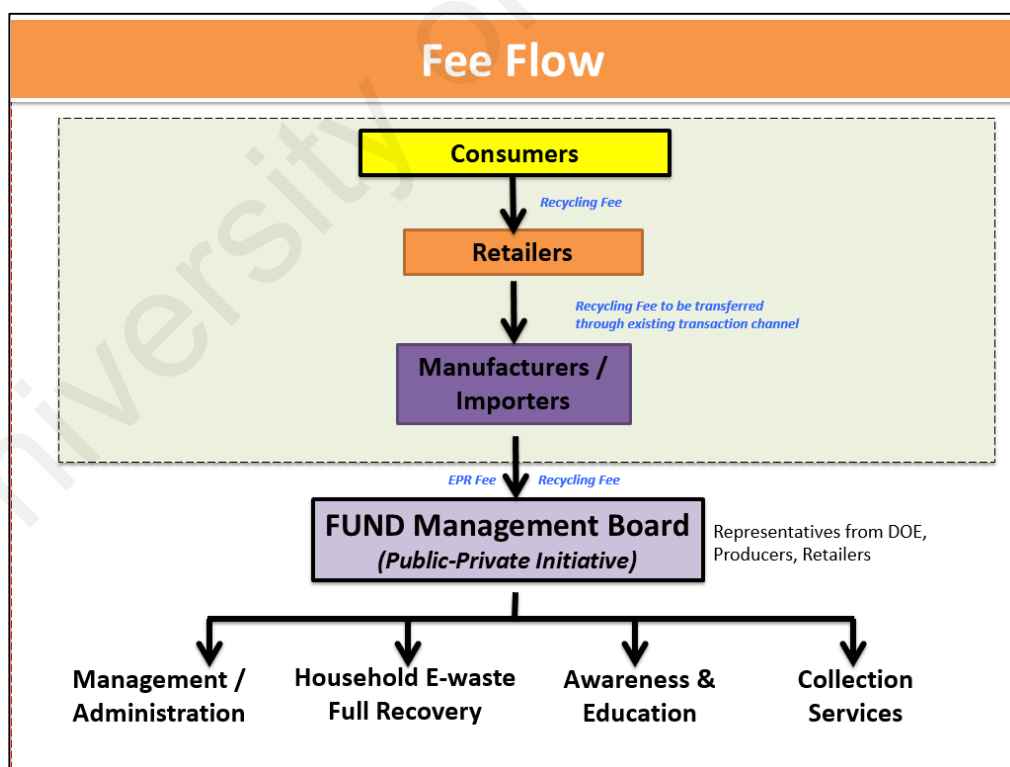 Fee Flow
Consumers
Recycling Fee
Retailers
Recycling Fee to be transferred
through existing transaction channel
Manufacturers /
Importers
EPR Fee
Recycling Fee
FUND Management Board
(Public-Private Initiative)
Representatives from DOE,
Producers, Retailers
Management /
Administration
Household E-waste
Full Recovery
Awareness &
Education
Collection
Services
University o